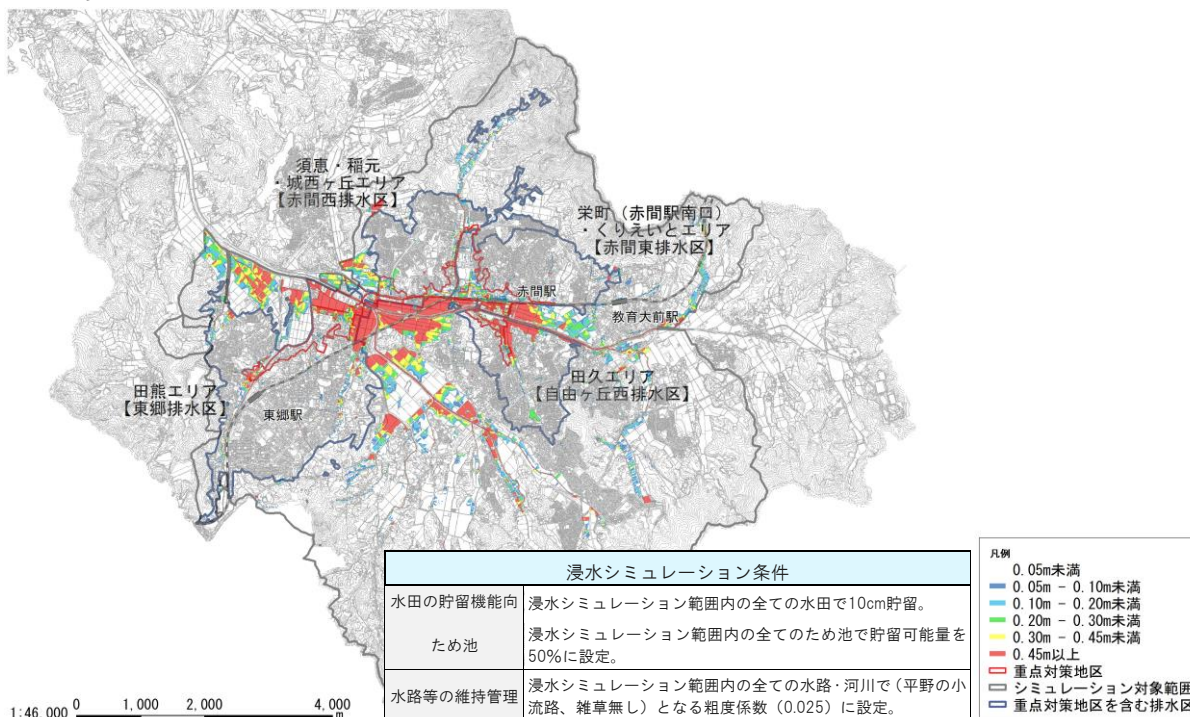 須恵・稲元
・城西ヶ丘エリア
【赤間西排水区】
栄町（赤間駅南口）
・くりえいとエリア
【赤間東排水区】
赤間駅
教育大前駅
田熊エリア
【東郷排水区】
東郷駅
田久エリア
【自由ヶ丘西排水区】
浸水シミュレーション条件
水田の貯留機能向
浸水シミュレーション範囲内の全ての水田で10cm貯留。
ため池
浸水シミュレーション範囲内の全てのため池で貯留可能量を
50%に設定。
水路等の維持管理
浸水シミュレーション範囲内の全ての水路・河川で（平野の小
流路、雑草無し）となる粗度係数（0.025）に設定。
凡例
0.05m未満
0.05m - 0.10m未満
0.10m - 0.20m未満
0.20m - 0.30m未満
0.30m - 0.45m未満
0.45m以上
重点対策地区
シミュレーション対象範囲
重点対策地区を含む排水区
1:46,000 0 1,000 2,000 4,000
m